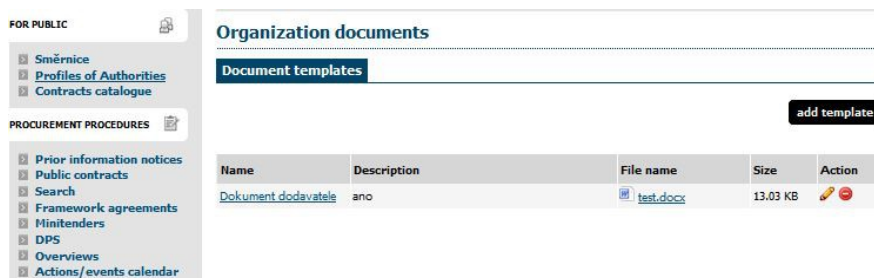 FOR PUBLIC
Směrnice
Profiles of Authorities
Contracts catalogue
PROCUREMENT PROCEDURES
Prior information notices
Public contracts
Search
Framework agreements
Minitenders
DPS
Overviews
Actions/events calendar
Organization documents
Document templates
add template
Name Description File name Size Action
Dokument dodavatele ano test.docx 13.03 KB